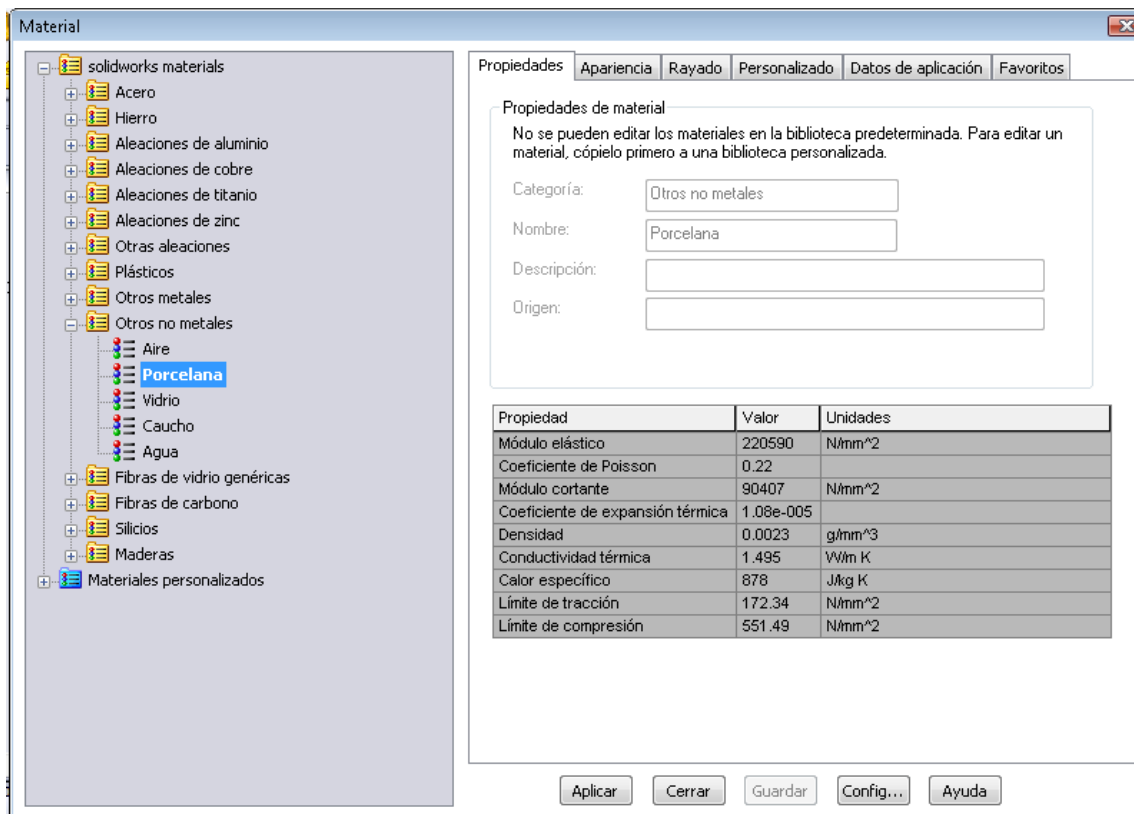 Material
solidworks materials
Acero
Hierro
Aleaciones de aluminio
Aleaciones de cobre
Aleaciones de titanio
Aleaciones de zinc
Otras aleaciones
Plásticos
Otros metales
Otros no metales
Aire
Porcelana
Vidrio
Caucho
Agua
Fibras de vidrio genéricas
Fibras de carbono
Silicios
Maderas
Materiales personalizados
Propiedades Apariencia Rayado Personalizado Datos de aplicación Favoritos
Propiedades de material
No se pueden editar los materiales en la biblioteca predeterminada. Para editar un
material, cópielo primero a una biblioteca personalizada.
Categoría: Otros no metales
Nombre: Porcelana
Descripción:
Origen:
Propiedad Valor Unidades
Módulo elástico 220590 N/mm^2
Coeficiente de Poisson 0.22
Módulo cortante 90407 N/mm^2
Coeficiente de expansión térmica 1.08e-005
Densidad 0.0023 g/mm^3
Conductividad térmica 1.495 W/m K
Calor específico 878 J/kg K
Límite de tracción 172.34 N/mm^2
Límite de compresión 551.49 N/mm^2
Aplicar Cerrar Guardar Config... Ayuda